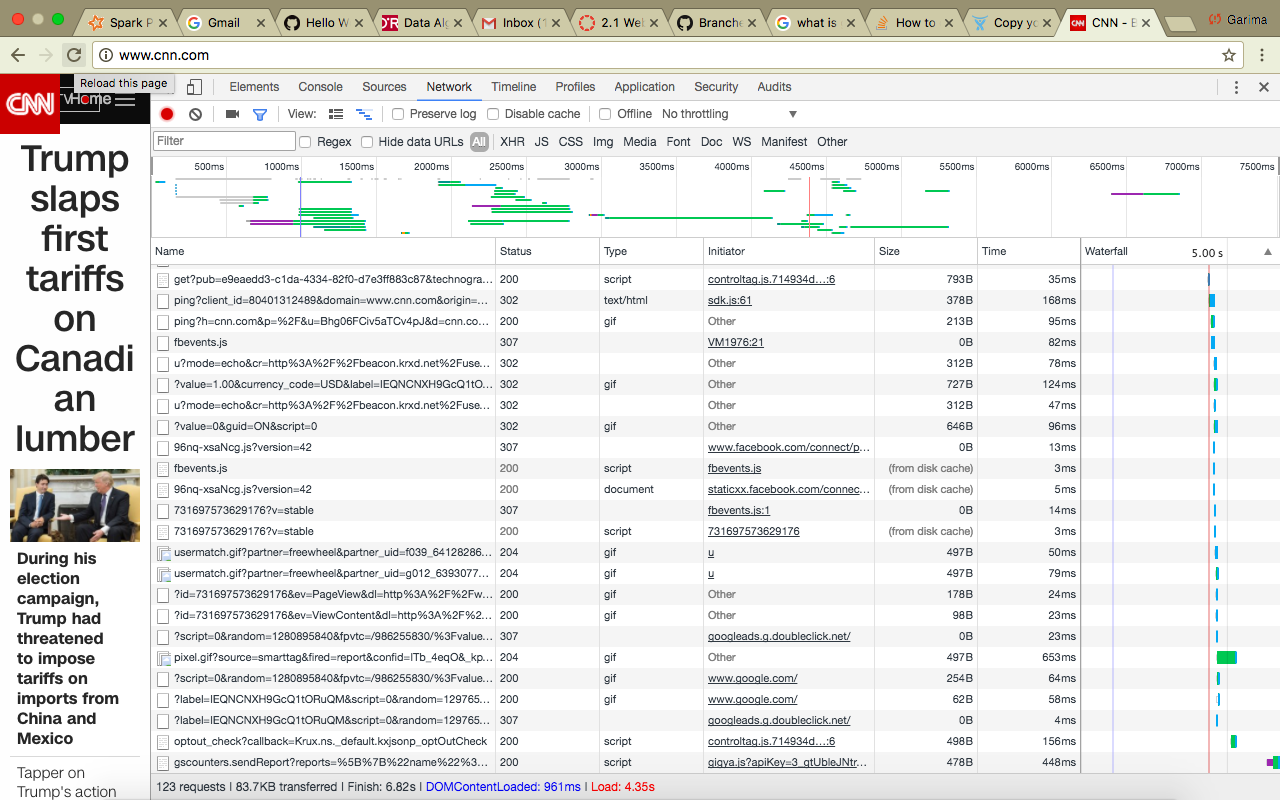 Spark P
Gmail
Hello W
Data Alg
Inbox (1
2.1 Wel
Branche
what is
How to
Copy yo
CNN - B
Garima
www.cnn.com
Reload this page
CNN
Home
Elements
Console
Sources
Network
Timeline
Profiles
Application
Security
Audits
View:
Preserve log
Disable cache
Offline
No throttling
Filter
Regex
Hide data URLs
All
XHR
JS
CSS
Img
Media
Font
Doc
WS
Manifest
Other
500ms
1000ms
1500ms
2000ms
2500ms
3000ms
3500ms
4000ms
4500ms
5000ms
5500ms
6000ms
6500ms
7000ms
7500ms
Trump
slaps
first
tariffs
on
Canadi
an
lumber
During his
election
campaign,
Trump had
threatened
to impose
tariffs on
imports from
China and
Mexico
Tapper on
Trump's action
Name Status Type Initiator Size Time Waterfall 5.00 s
get?pub=e9eaedd3-c1da-4334-82f0-d7e3ff883c87&technogra... 200 script controltag.js.714934d...:6 793B 35ms
ping?client_id=80401312489&domain=www.cnn.com&origin=... 302 text/html sdk.js:61 378B 168ms
ping?h=cnn.com&p=%2F&u=Bhg06FCiv5aTCv4pJ&d=cnn.co... 200 gif Other 213B 95ms
fbevents.js 307 VM1976:21 0B 82ms
u?mode=echo&cr=http%3A%2F%2Fbeacon.krxd.net%2Fuse... 302 Other 312B 78ms
?value=1.00&currency_code=USD&label=IEQNCNXH9GcQ1tO... 302 gif Other 727B 124ms
u?mode=echo&cr=http%3A%2F%2Fbeacon.krxd.net%2Fuse... 302 Other 312B 47ms
?value=0&guid=ON&script=0 302 gif Other 646B 96ms
96nq-xsaNcg.js?version=42 307 www.facebook.com/connect/p... 0B 13ms
fbevents.js 200 script fbevents.js (from disk cache) 3ms
96nq-xsaNcg.js?version=42 200 document staticxx.facebook.com/connec... (from disk cache) 5ms
731697573629176?v=stable 307 fbevents.js:1 0B 14ms
731697573629176?v=stable 200 script 731697573629176 (from disk cache) 3ms
usermatch.gif?partner=freewheel&partner_uid=f039_64128286... 204 gif u 497B 50ms
usermatch.gif?partner=freewheel&partner_uid=g012_6393077... 204 gif u 497B 79ms
?id=731697573629176&ev=PageView&dl=http%3A%2F%2Fw... 200 gif Other 178B 24ms
?id=731697573629176&ev=ViewContent&dl=http%3A%2F%2... 200 gif Other 98B 23ms
?script=0&random=1280895840&fpvtc=/986255830/%3Fvalue... 307 googleads.g.doubleclick.net/ 0B 23ms
pixel.gif?source=smarttag&fired=report&confid=ITb_4eqO&_kp... 204 gif Other 497B 653ms
?script=0&random=1280895840&fpvtc=/986255830/%3Fvalue... 200 gif www.google.com/ 254B 64ms
?label=IEQNCNXH9GcQ1tORuQM&script=0&random=129765... 200 gif www.google.com/ 62B 58ms
?label=IEQNCNXH9GcQ1tORuQM&script=0&random=129765... 307 googleads.g.doubleclick.net/ 0B 4ms
optout_check?callback=Krux.ns._default.kxjsonp_optOutCheck 200 script controltag.js.714934d...:6 498B 156ms
gscounters.sendReport?reports=%5B%7B%22name%22%3... 200 script gigya.js?apiKey=3_gtUbleJNtr... 478B 448ms
123 requests | 83.7KB transferred | Finish: 6.82s | DOMContentLoaded: 961ms | Load: 4.35s